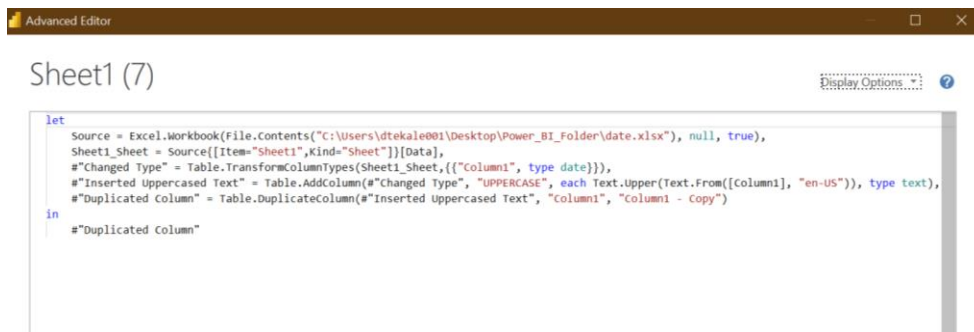 Advanced Editor
Sheet1 (7)
Display Options
?
let
Source = Excel.Workbook(File.Contents("C:\Users\dtekale001\Desktop\Power_BI_Folder\date.xlsx"), null, true),
Sheet1_Sheet = Source{[Item="Sheet1",Kind="Sheet"]}[Data],
#"Changed Type" = Table.TransformColumnTypes(Sheet1_Sheet,{{"Column1", type date}}),
#"Inserted Uppercased Text" = Table.AddColumn(#"Changed Type", "UPPERCASE", each Text.Upper(Text.From([Column1], "en-US")), type text),
#"Duplicated Column" = Table.DuplicateColumn(#"Inserted Uppercased Text", "Column1", "Column1 - Copy")
in
#"Duplicated Column"